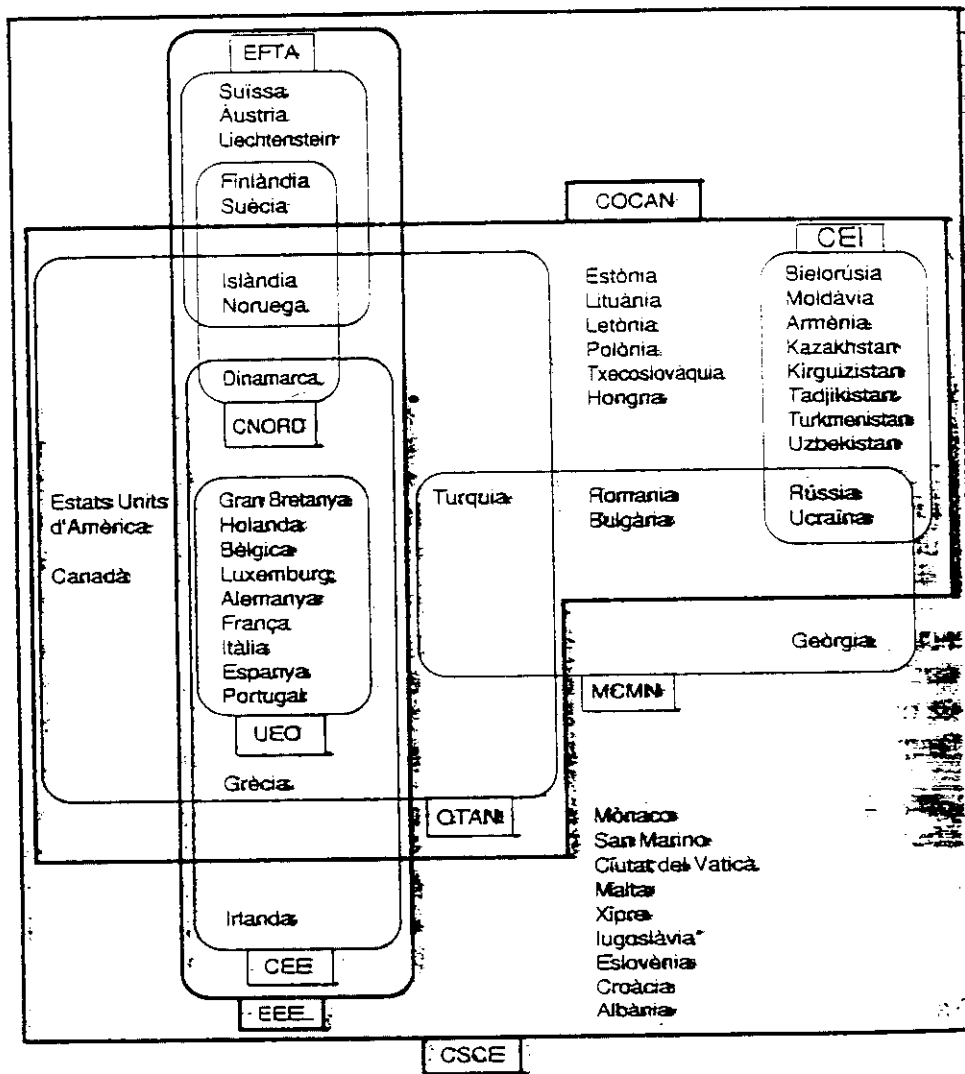 EFTA
Suïssa
Àustria
Liechtenstein
Finlàndia
Suècia
COCAN
CEI
Islàndia
Noruega
Estònia
Lituània
Letònia
Polònia
Txecoslovàquia
Hongria
Bielorúsia
Moldàvia
Armènia
Kazakhstan
Kirguizistan
Tadjikistan
Turkmenistan
Uzbekistan
Dinamarca
CNORD
Estats Units
d'Amèrica
Canadà
Gran Bretanya
Holanda
Bèlgica
Luxemburg
Alemanya
França
Itàlia
Espanya
Portugal
UEO
Turquia
Romania
Bulgària
Rússia
Ucraïna
Geòrgia
MCMN
Grècia
OTAN
Mònaco
San Marino
Ciutat del Vaticà
Malta
Xipre
Iugoslàvia*
Eslovènia
Croàcia
Albània
Irlanda
CEE
EEE
CSCE